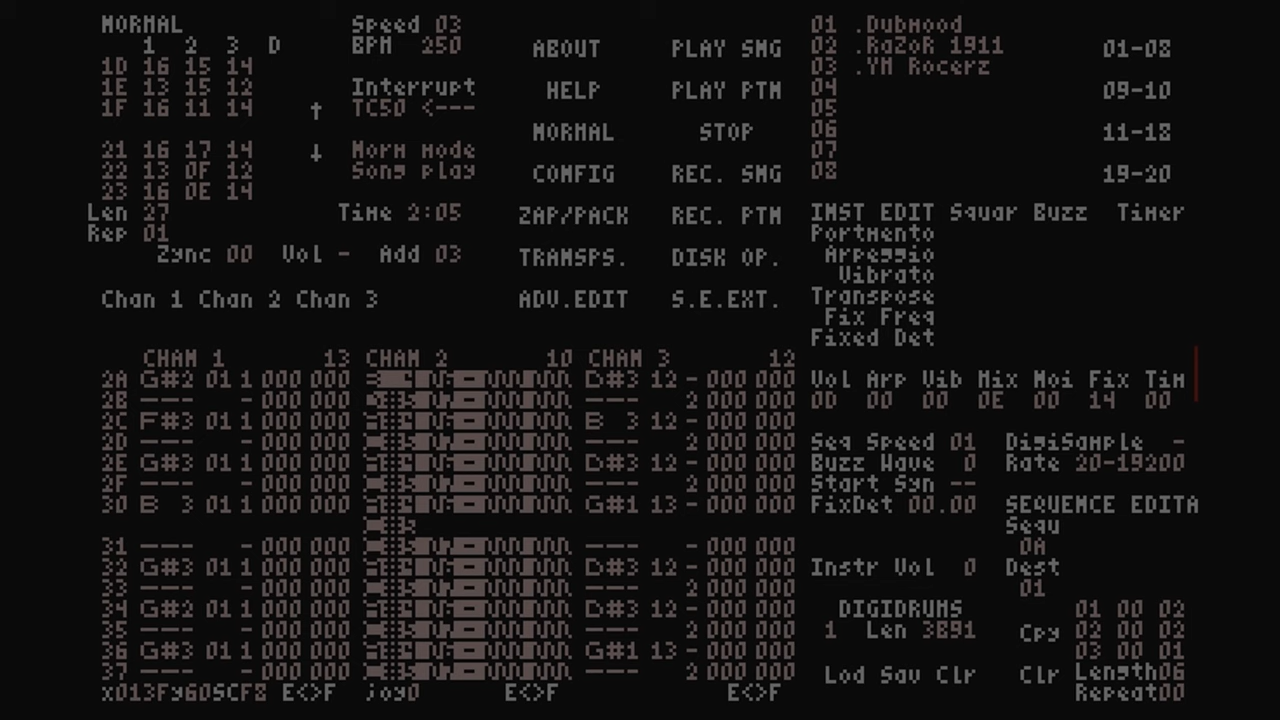 NORMAL Speed 03 01 .Dubmood
1 2 3 D BPM 250 ABOUT PLAY SNG 02 .RaZoR 1911 01-08
1D 16 15 14 03 .YM Rocerz
1E 13 15 12 Interrupt HELP PLAY PTN 04 09-10
1F 16 11 14 ↑ TC50 <--- 05
NORMAL STOP 06 11-18
21 16 17 14 ↓ Norm mode 07
22 13 0F 12 Song play CONFIG REC. SNG 08 19-20
23 16 0E 14
Len 27 Time 2:05 ZAP/PACK REC. PTN INST EDIT Squar Buzz Timer
Rep 01 Portmento
Zync 00 Vol - Add 03 TRANSPS. DISK OP. Arpeggio
Vibrato
Chan 1 Chan 2 Chan 3 ADV.EDIT S.E.EXT. Transpose
Fix Freq
Fixed Det
CHAN 1 13 CHAN 2 10 CHAN 3 12
2A G#2 01 1 000 000 D#3 12 - 000 000 Vol Arp Vib Mix Noi Fix Tim
2B --- - 000 000 --- 2 000 000 0D 00 00 0E 00 14 00
2C F#3 01 1 000 000 B 3 12 - 000 000
2D --- - 000 000 --- 2 000 000 Seq Speed 01 DigiSample -
2E G#3 01 1 000 000 D#3 12 - 000 000 Buzz Wave 0 Rate 20-19200
2F --- - 000 000 --- 2 000 000 Start Syn --
30 B 3 01 1 000 000 G#1 13 - 000 000 FixDet 00.00 SEQUENCE EDITA
Sequ
31 --- - 000 000 --- - 000 000 0A
32 G#3 01 1 000 000 D#3 12 - 000 000 Instr Vol 0 Dest
33 --- - 000 000 --- 2 000 000 01
34 G#2 01 1 000 000 D#3 12 - 000 000 DIGIDRUMS 01 00 02
35 --- - 000 000 --- 2 000 000 1 Len 3B91 Cpy 02 00 02
36 G#3 01 1 000 000 G#1 13 - 000 000 03 00 01
37 --- - 000 000 --- 2 000 000 Lod Sav Clr Clr Length06
x013Fy60SCF8 E<>F joy0 E<>F E<>F Repeat00